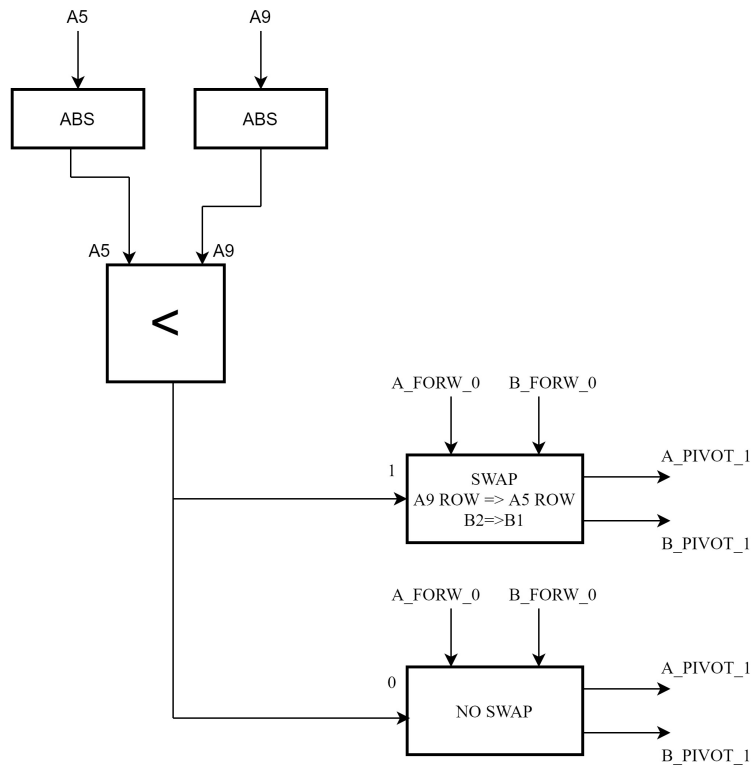 A5
A9
ABS
ABS
A5
A9
<
A_FORW_0
B_FORW_0
1
SWAP
A9 ROW => A5 ROW
B2=>B1
A_PIVOT_1
B_PIVOT_1
A_FORW_0
B_FORW_0
0
NO SWAP
A_PIVOT_1
B_PIVOT_1